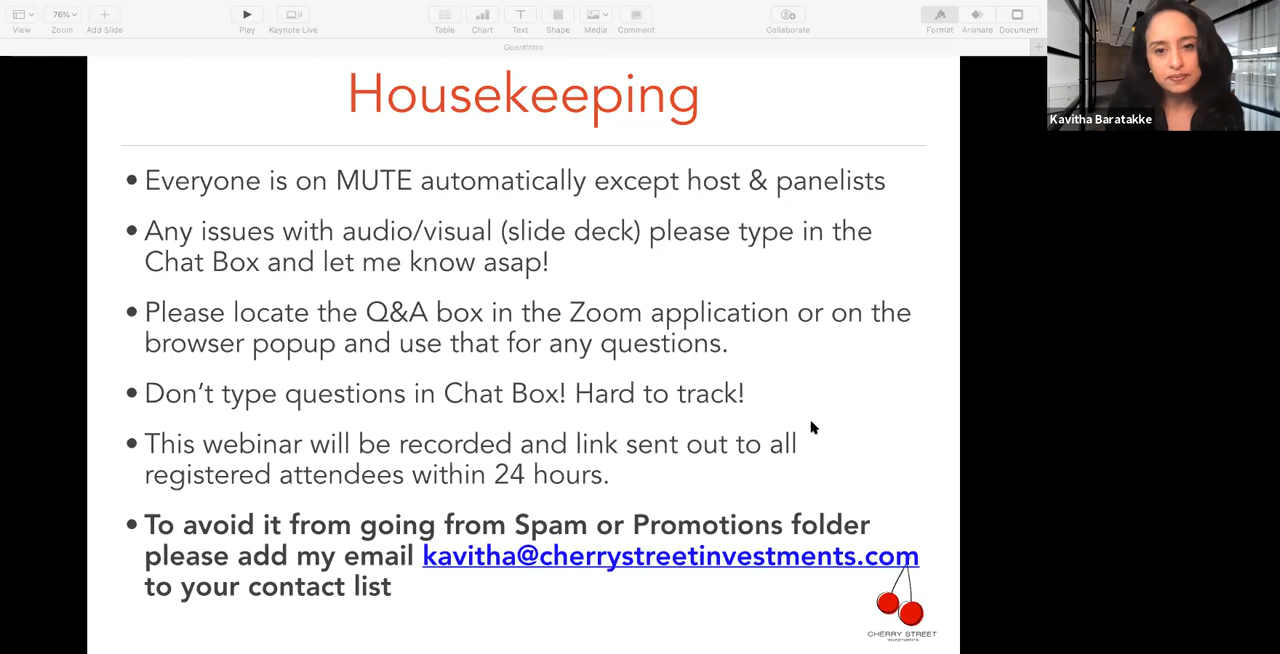 View
Zoom
Add Slide
Play
Keynote Live
Table
Chart
Text
Shape
Media
Comment
Collaborate
Format
Animate
Document
76%
GuestIntro
Kavitha Baratakke
Housekeeping
• Everyone is on MUTE automatically except host & panelists
• Any issues with audio/visual (slide deck) please type in the
Chat Box and let me know asap!
• Please locate the Q&A box in the Zoom application or on the
browser popup and use that for any questions.
• Don’t type questions in Chat Box! Hard to track!
• This webinar will be recorded and link sent out to all
registered attendees within 24 hours.
• To avoid it from going from Spam or Promotions folder
please add my email kavitha@cherrystreetinvestments.com
to your contact list
CHERRY STREET
INVESTMENTS